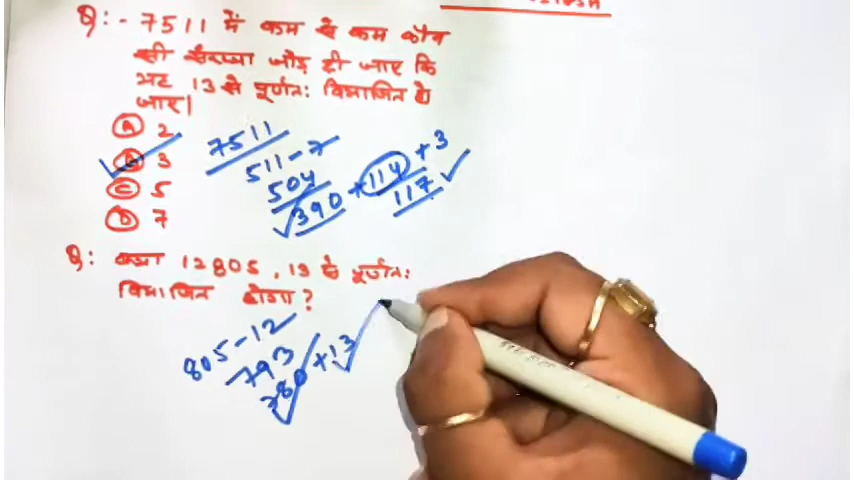 Q:- 7511 में कम से कम कौन
सी संख्या जोड़ दी जाए कि
वह 13 से पूर्णत: विभाजित हो
जाए।
(A) 2
(B) 3
(C) 5
(D) 7
7511
511-7
504
390 + 114 + 3
117
Q: क्या 12805, 13 से पूर्णत:
विभाजित होगा?
805-12
793
780 + 13